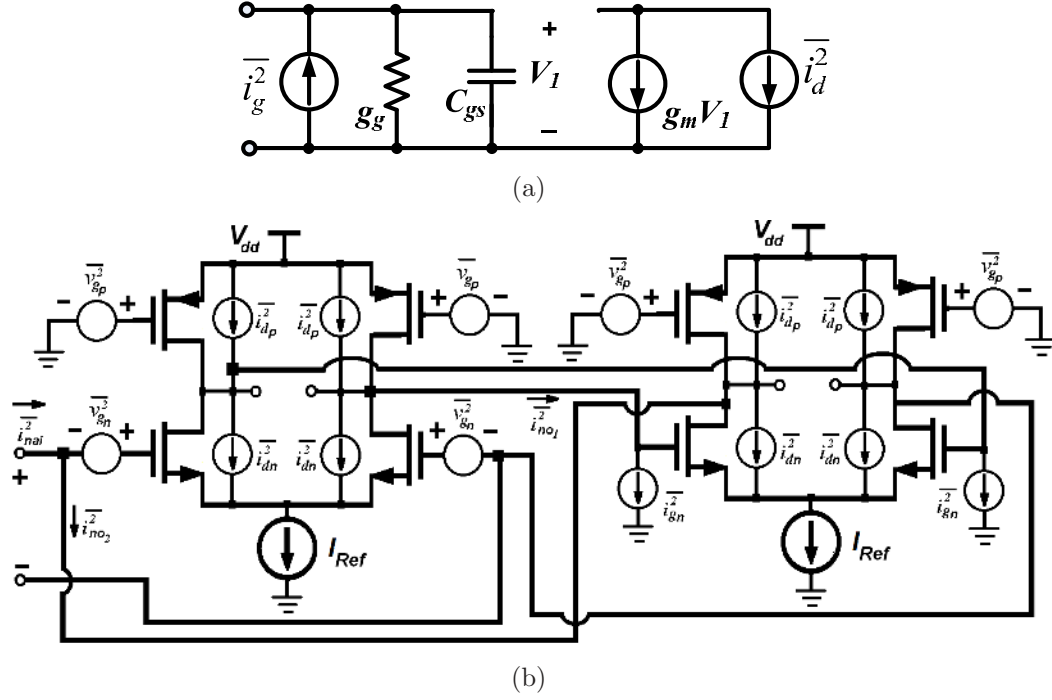 +
i_g^2 g_g C_gs V_1 g_m V_1 i_d^2
−
(a)
V_dd V_dd
v_gp^2 v_gp^2 v_gp^2 v_gp^2
− + + − − + + −
i_dp^2 i_dp^2 i_dp^2 i_dp^2
i_nai^2 v_gn^2 v_gn^2 i_no1^2
− + + −
+
i_dn^2 i_dn^2 i_dn^2 i_dn^2
i_no2^2 i_gn^2 i_gn^2
I_Ref I_Ref
−
(b)